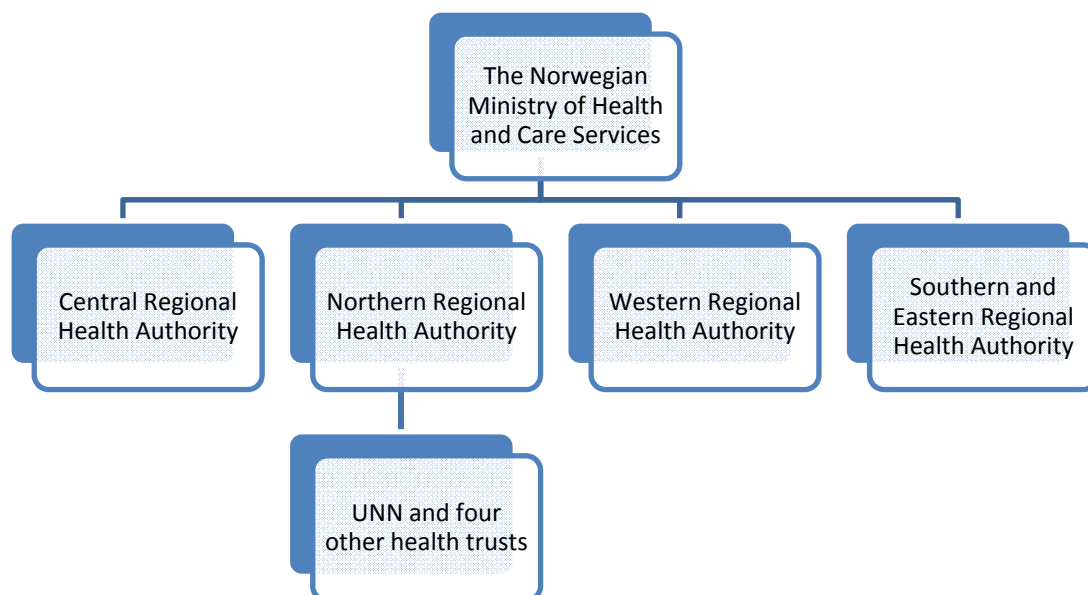 The Norwegian
Ministry of Health
and Care Services
Central Regional
Health Authority
Northern Regional
Health Authority
Western Regional
Health Authority
Southern and
Eastern Regional
Health Authority
UNN and four
other health trusts